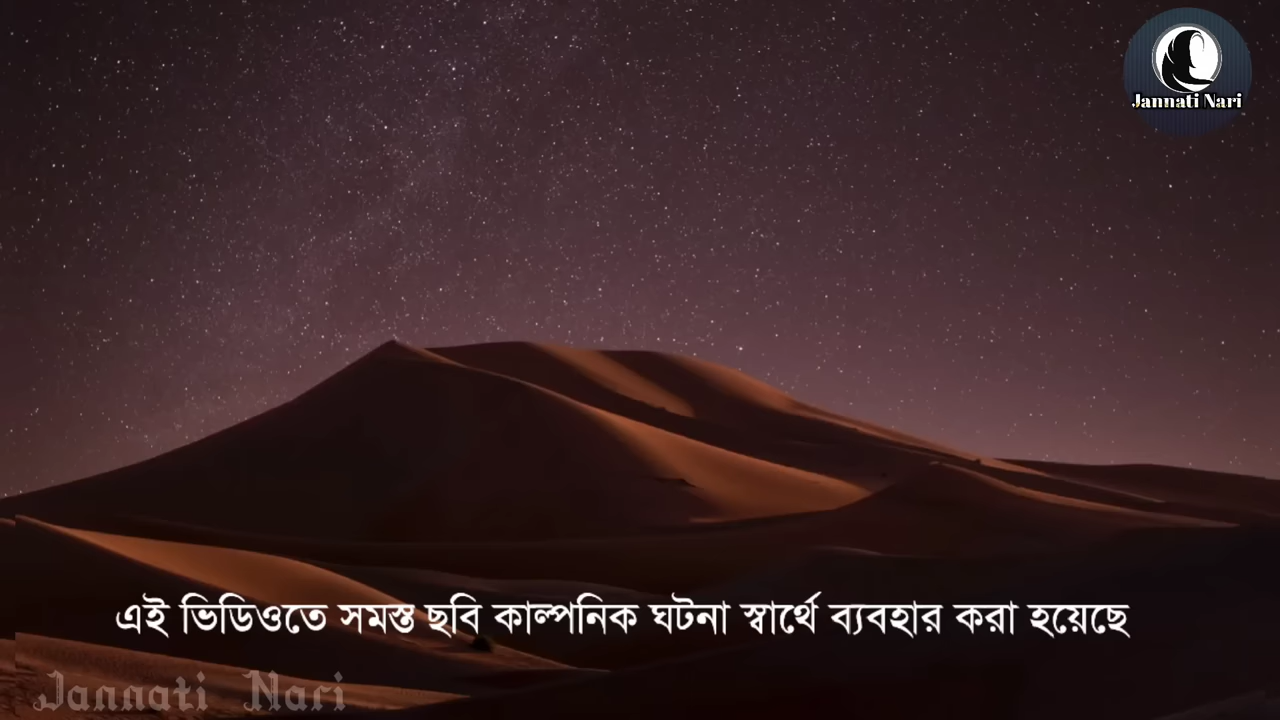 Jannati Nari
এই ভিডিওতে সমস্ত ছবি কাল্পনিক ঘটনা স্বার্থে ব্যবহার করা হয়েছে
Jannati Nari